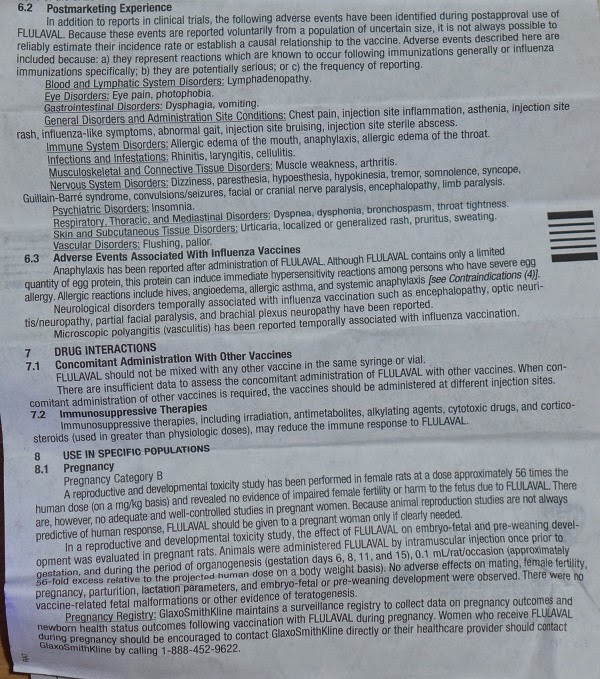 6.2 Postmarketing Experience
In addition to reports in clinical trials, the following adverse events have been identified during postapproval use of
FLULAVAL. Because these events are reported voluntarily from a population of uncertain size, it is not always possible to
reliably estimate their incidence rate or establish a causal relationship to the vaccine. Adverse events described here are
included because: a) they represent reactions which are known to occur following immunizations generally or influenza
immunizations specifically; b) they are potentially serious; or c) the frequency of reporting.
Blood and Lymphatic System Disorders: Lymphadenopathy.
Eye Disorders: Eye pain, photophobia.
Gastrointestinal Disorders: Dysphagia, vomiting.
General Disorders and Administration Site Conditions: Chest pain, injection site inflammation, asthenia, injection site
rash, influenza-like symptoms, abnormal gait, injection site bruising, injection site sterile abscess.
Immune System Disorders: Allergic edema of the mouth, anaphylaxis, allergic edema of the throat.
Infections and Infestations: Rhinitis, laryngitis, cellulitis.
Musculoskeletal and Connective Tissue Disorders: Muscle weakness, arthritis.
Nervous System Disorders: Dizziness, paresthesia, hypoesthesia, hypokinesia, tremor, somnolence, syncope,
Guillain-Barré syndrome, convulsions/seizures, facial or cranial nerve paralysis, encephalopathy, limb paralysis.
Psychiatric Disorders: Insomnia.
Respiratory, Thoracic, and Mediastinal Disorders: Dyspnea, dysphonia, bronchospasm, throat tightness.
Skin and Subcutaneous Tissue Disorders: Urticaria, localized or generalized rash, pruritus, sweating.
Vascular Disorders: Flushing, pallor.
6.3 Adverse Events Associated With Influenza Vaccines
Anaphylaxis has been reported after administration of FLULAVAL. Although FLULAVAL contains only a limited
quantity of egg protein, this protein can induce immediate hypersensitivity reactions among persons who have severe egg
allergy. Allergic reactions include hives, angioedema, allergic asthma, and systemic anaphylaxis [see Contraindications (4)].
Neurological disorders temporally associated with influenza vaccination such as encephalopathy, optic neuri-
tis/neuropathy, partial facial paralysis, and brachial plexus neuropathy have been reported.
Microscopic polyangitis (vasculitis) has been reported temporally associated with influenza vaccination.
7 DRUG INTERACTIONS
7.1 Concomitant Administration With Other Vaccines
FLULAVAL should not be mixed with any other vaccine in the same syringe or vial.
There are insufficient data to assess the concomitant administration of FLULAVAL with other vaccines. When con-
comitant administration of other vaccines is required, the vaccines should be administered at different injection sites.
7.2 Immunosuppressive Therapies
Immunosuppressive therapies, including irradiation, antimetabolites, alkylating agents, cytotoxic drugs, and cortico-
steroids (used in greater than physiologic doses), may reduce the immune response to FLULAVAL.
8 USE IN SPECIFIC POPULATIONS
8.1 Pregnancy
Pregnancy Category B
A reproductive and developmental toxicity study has been performed in female rats at a dose approximately 56 times the
human dose (on a mg/kg basis) and revealed no evidence of impaired female fertility or harm to the fetus due to FLULAVAL. There
are, however, no adequate and well-controlled studies in pregnant women. Because animal reproduction studies are not always
predictive of human response, FLULAVAL should be given to a pregnant woman only if clearly needed.
In a reproductive and developmental toxicity study, the effect of FLULAVAL on embryo-fetal and pre-weaning devel-
opment was evaluated in pregnant rats. Animals were administered FLULAVAL by intramuscular injection once prior to
gestation, and during the period of organogenesis (gestation days 6, 8, 11, and 15), 0.1 mL/rat/occasion (approximately
56-fold excess relative to the projected human dose on a body weight basis). No adverse effects on mating, female fertility,
pregnancy, parturition, lactation parameters, and embryo-fetal or pre-weaning development were observed. There were no
vaccine-related fetal malformations or other evidence of teratogenesis.
Pregnancy Registry: GlaxoSmithKline maintains a surveillance registry to collect data on pregnancy outcomes and
newborn health status outcomes following vaccination with FLULAVAL during pregnancy. Women who receive FLULAVAL
during pregnancy should be encouraged to contact GlaxoSmithKline directly or their healthcare provider should contact
GlaxoSmithKline by calling 1-888-452-9622.